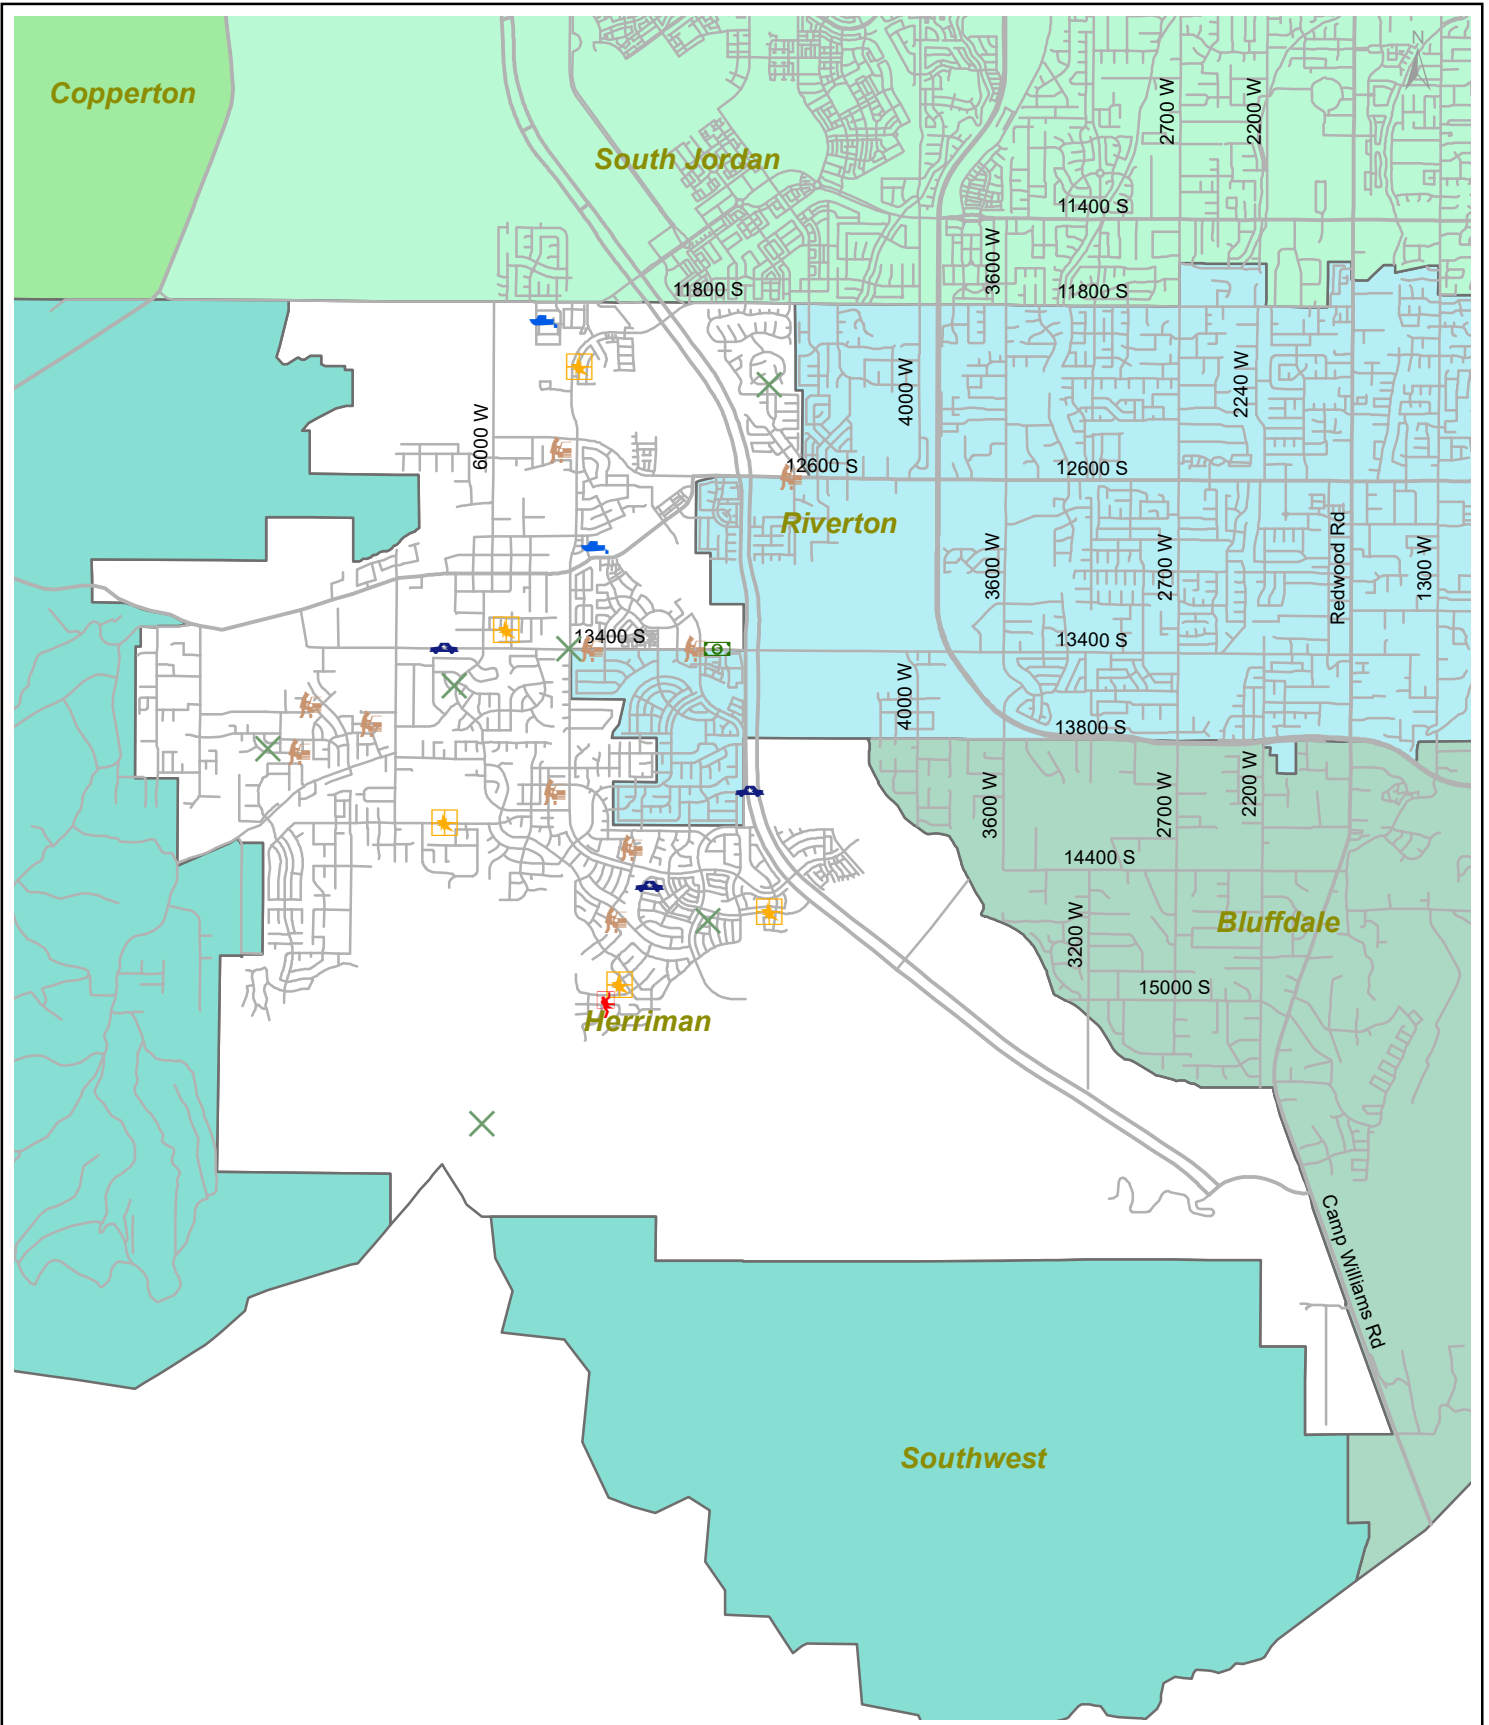 N
Copperton
South Jordan
2700 W
2200 W
11400 S
3600 W
11800 S
11800 S
4000 W
2240 W
6000 W
12600 S
12600 S
Riverton
3600 W
2700 W
Redwood Rd
1300 W
13400 S
13400 S
4000 W
13800 S
3600 W
2700 W
2200 W
14400 S
Bluffdale
3200 W
15000 S
Herriman
Camp Williams Rd
Southwest